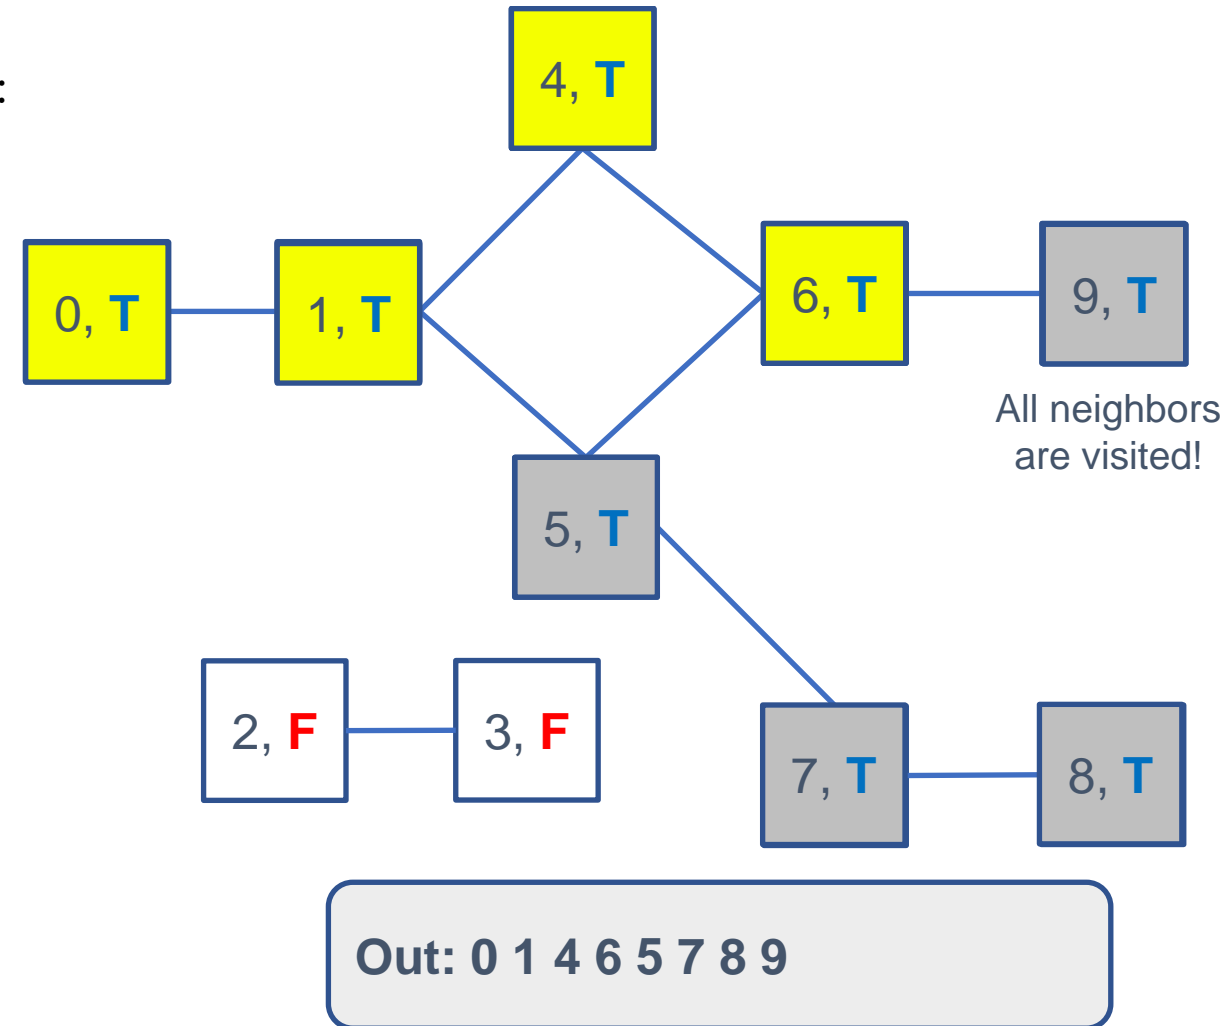 :
4, T
0, T
1, T
6, T
9, T
All neighbors
are visited!
5, T
2, F
3, F
7, T
8, T
Out: 0 1 4 6 5 7 8 9